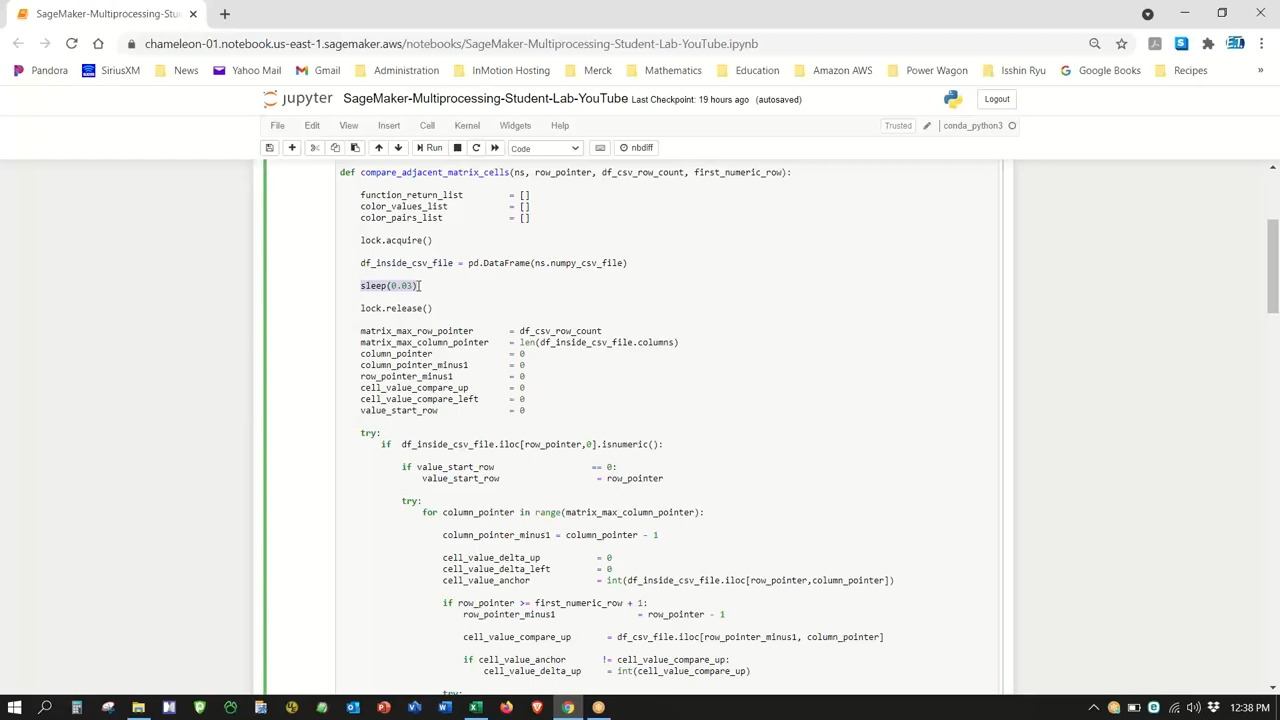 SageMaker-Multiprocessing-Studen
chameleon-01.notebook.us-east-1.sagemaker.aws/notebooks/SageMaker-Multiprocessing-Student-Lab-YouTube.ipynb
Pandora SiriusXM News Yahoo Mail Gmail Administration InMotion Hosting Merck Mathematics Education Amazon AWS Power Wagon Isshin Ryu Google Books Recipes »
jupyter SageMaker-Multiprocessing-Student-Lab-YouTube Last Checkpoint: 19 hours ago (autosaved) Logout
File Edit View Insert Cell Kernel Widgets Help Trusted conda_python3
Run Code nbdiff
def compare_adjacent_matrix_cells(ns, row_pointer, df_csv_row_count, first_numeric_row):
function_return_list = []
color_values_list = []
color_pairs_list = []
lock.acquire()
df_inside_csv_file = pd.DataFrame(ns.numpy_csv_file)
sleep(0.03)
lock.release()
matrix_max_row_pointer = df_csv_row_count
matrix_max_column_pointer = len(df_inside_csv_file.columns)
column_pointer = 0
column_pointer_minus1 = 0
row_pointer_minus1 = 0
cell_value_compare_up = 0
cell_value_compare_left = 0
value_start_row = 0
try:
if df_inside_csv_file.iloc[row_pointer,0].isnumeric():
if value_start_row == 0:
value_start_row = row_pointer
try:
for column_pointer in range(matrix_max_column_pointer):
column_pointer_minus1 = column_pointer - 1
cell_value_delta_up = 0
cell_value_delta_left = 0
cell_value_anchor = int(df_inside_csv_file.iloc[row_pointer,column_pointer])
if row_pointer >= first_numeric_row + 1:
row_pointer_minus1 = row_pointer - 1
cell_value_compare_up = df_csv_file.iloc[row_pointer_minus1, column_pointer]
if cell_value_anchor != cell_value_compare_up:
cell_value_delta_up = int(cell_value_compare_up)
try:
12:38 PM